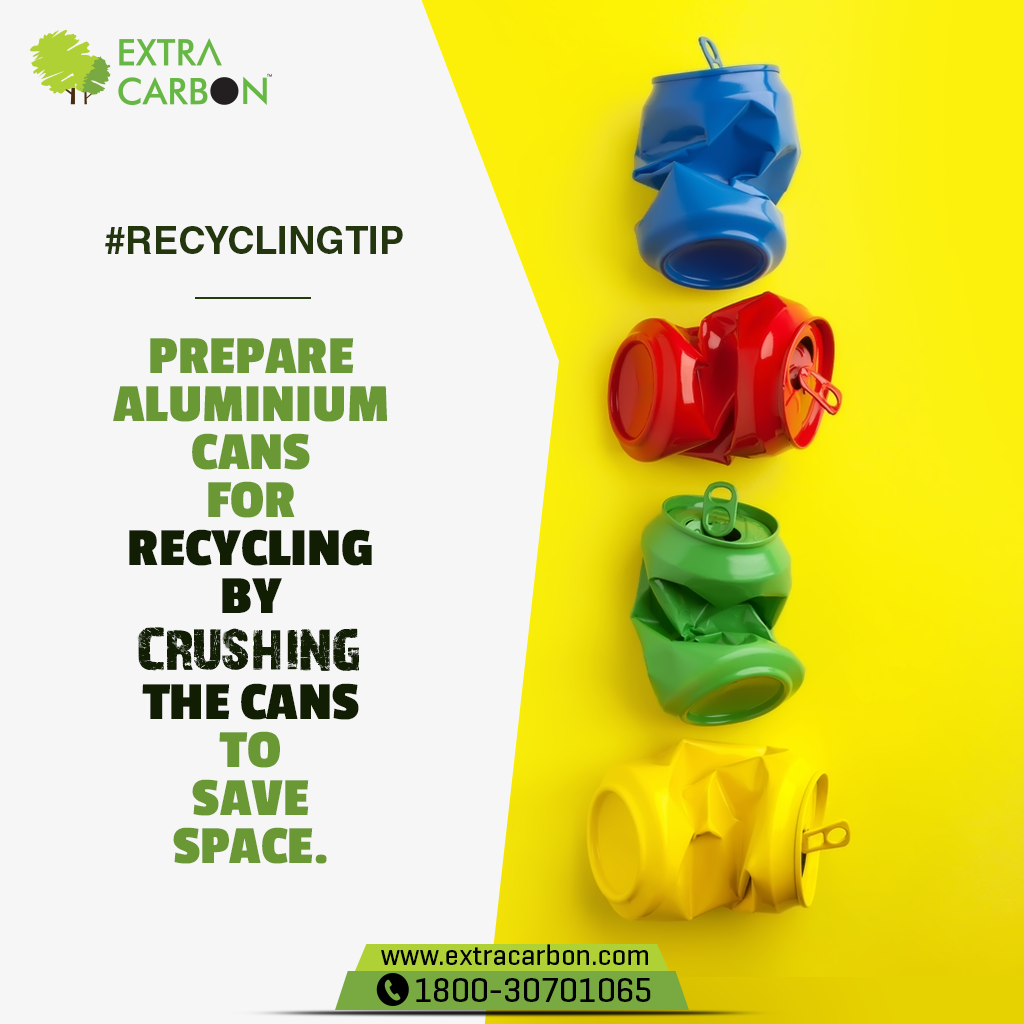 EXTRA
CARBON™
#RECYCLINGTIP
PREPARE
ALUMINIUM
CANS
FOR
RECYCLING
BY
CRUSHING
THE CANS
TO
SAVE
SPACE.
www.extracarbon.com
1800-30701065